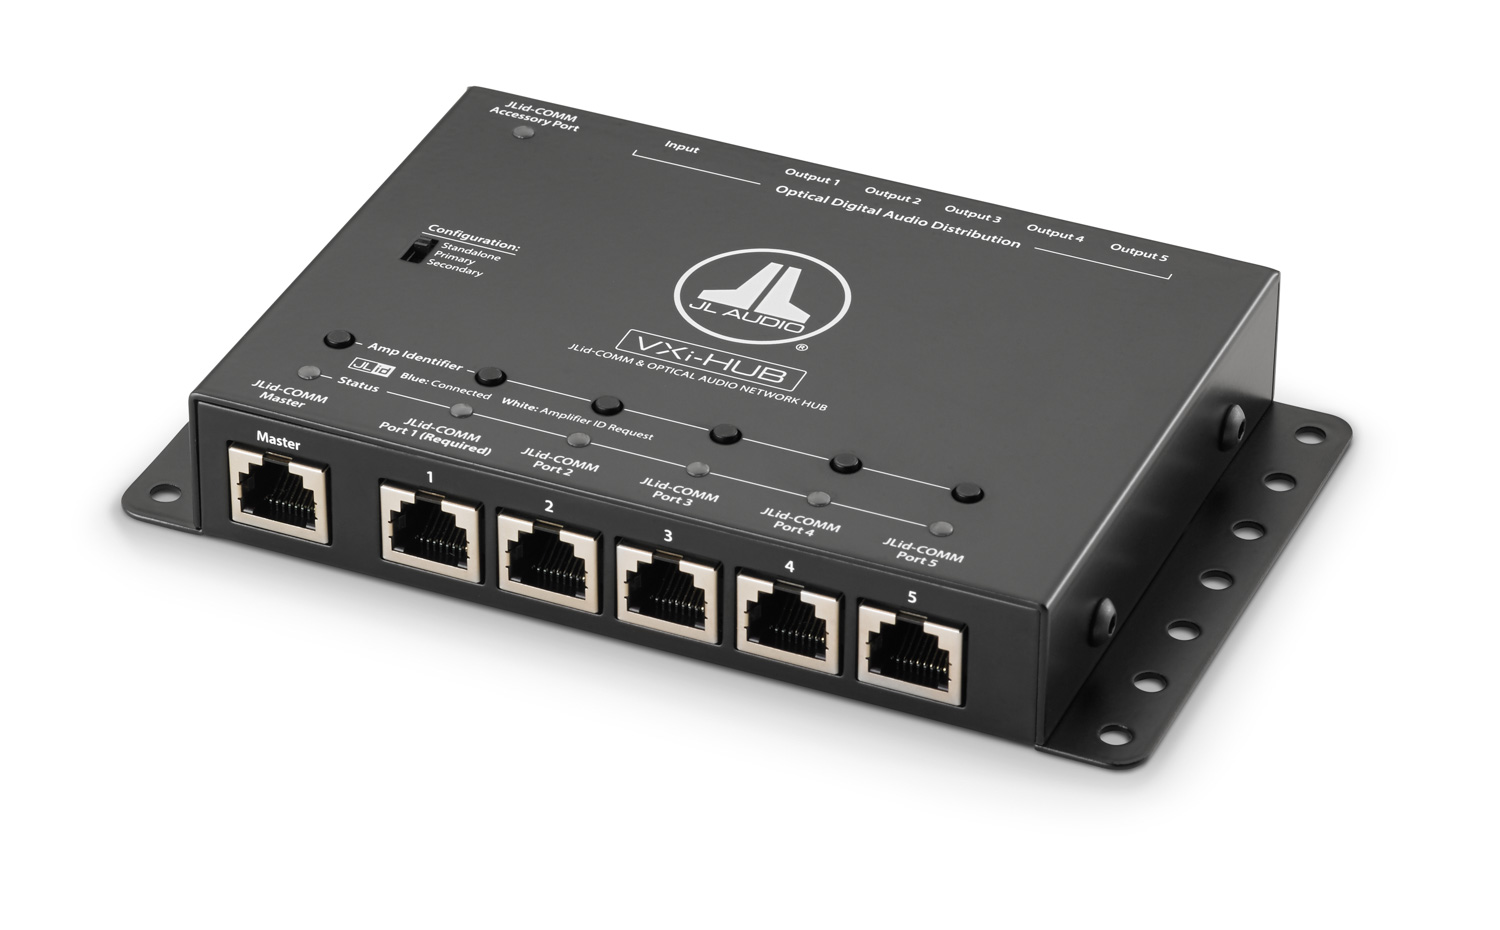 JLid-COMM
Accessory Port
Input
Output 1
Output 2
Output 3
Output 4
Output 5
Optical Digital Audio Distribution
Configuration:
Standalone
Primary
Secondary
JL AUDIO
®
VXi-HUB
JLid-COMM & OPTICAL AUDIO NETWORK HUB
Amp Identifier
JLid Blue: Connected White: Amplifier ID Request
Status
JLid-COMM
Master
JLid-COMM
Port 1 (Required)
JLid-COMM
Port 2
JLid-COMM
Port 3
JLid-COMM
Port 4
JLid-COMM
Port 5
Master
1
2
3
4
5